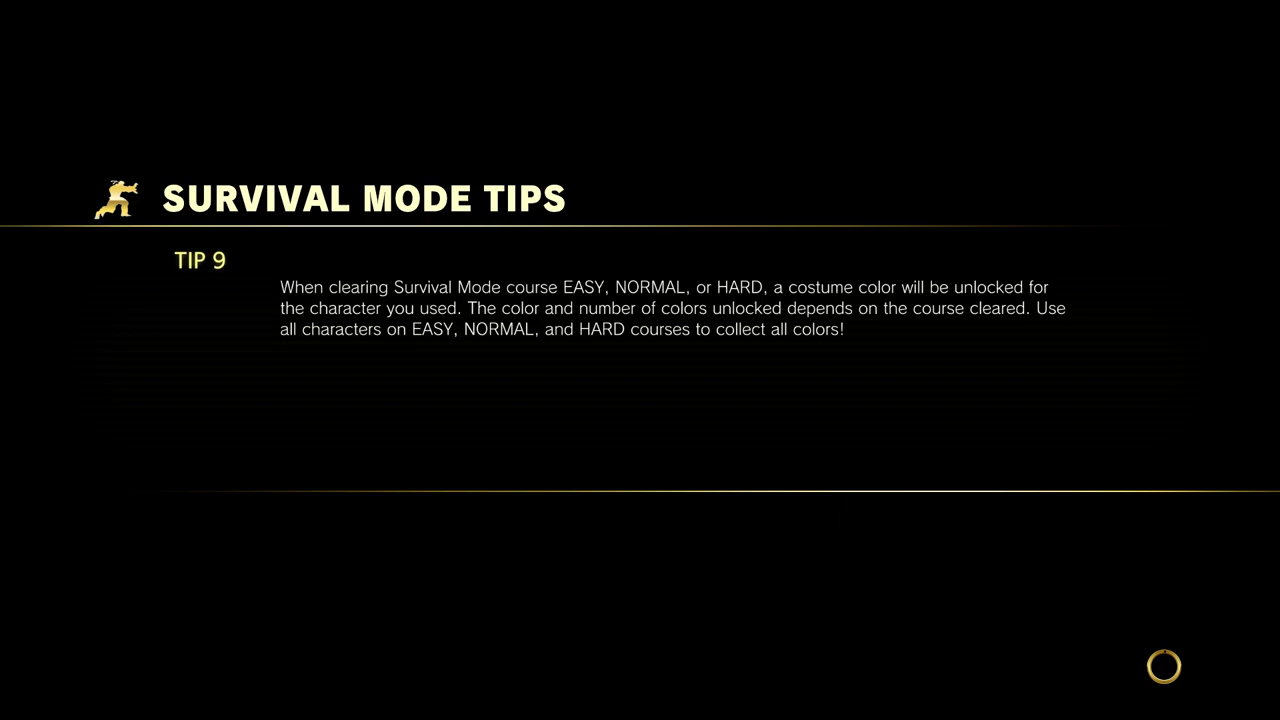 SURVIVAL MODE TIPS
TIP 9
When clearing Survival Mode course EASY, NORMAL, or HARD, a costume color will be unlocked for
the character you used. The color and number of colors unlocked depends on the course cleared. Use
all characters on EASY, NORMAL, and HARD courses to collect all colors!